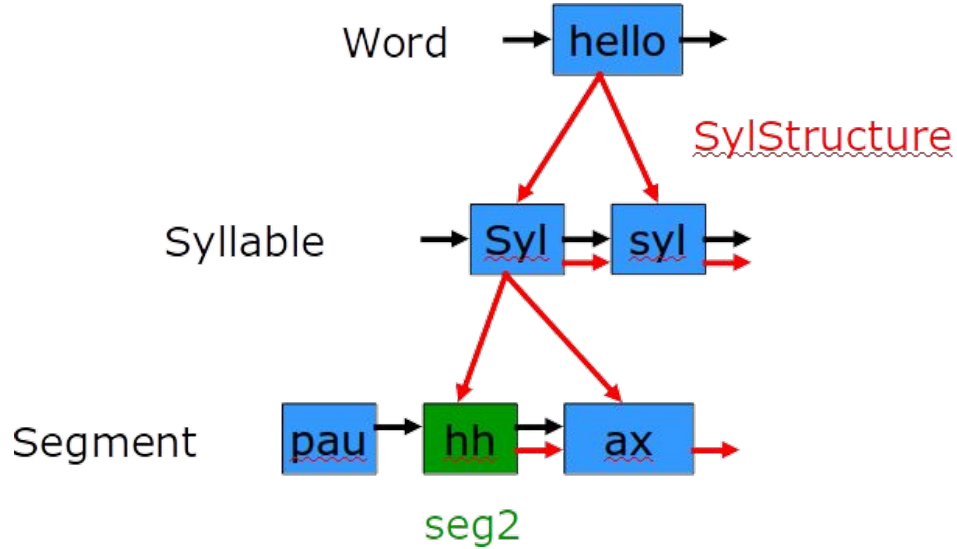 Word hello
SylStructure
Syllable Syl syl
Segment pau hh ax
seg2